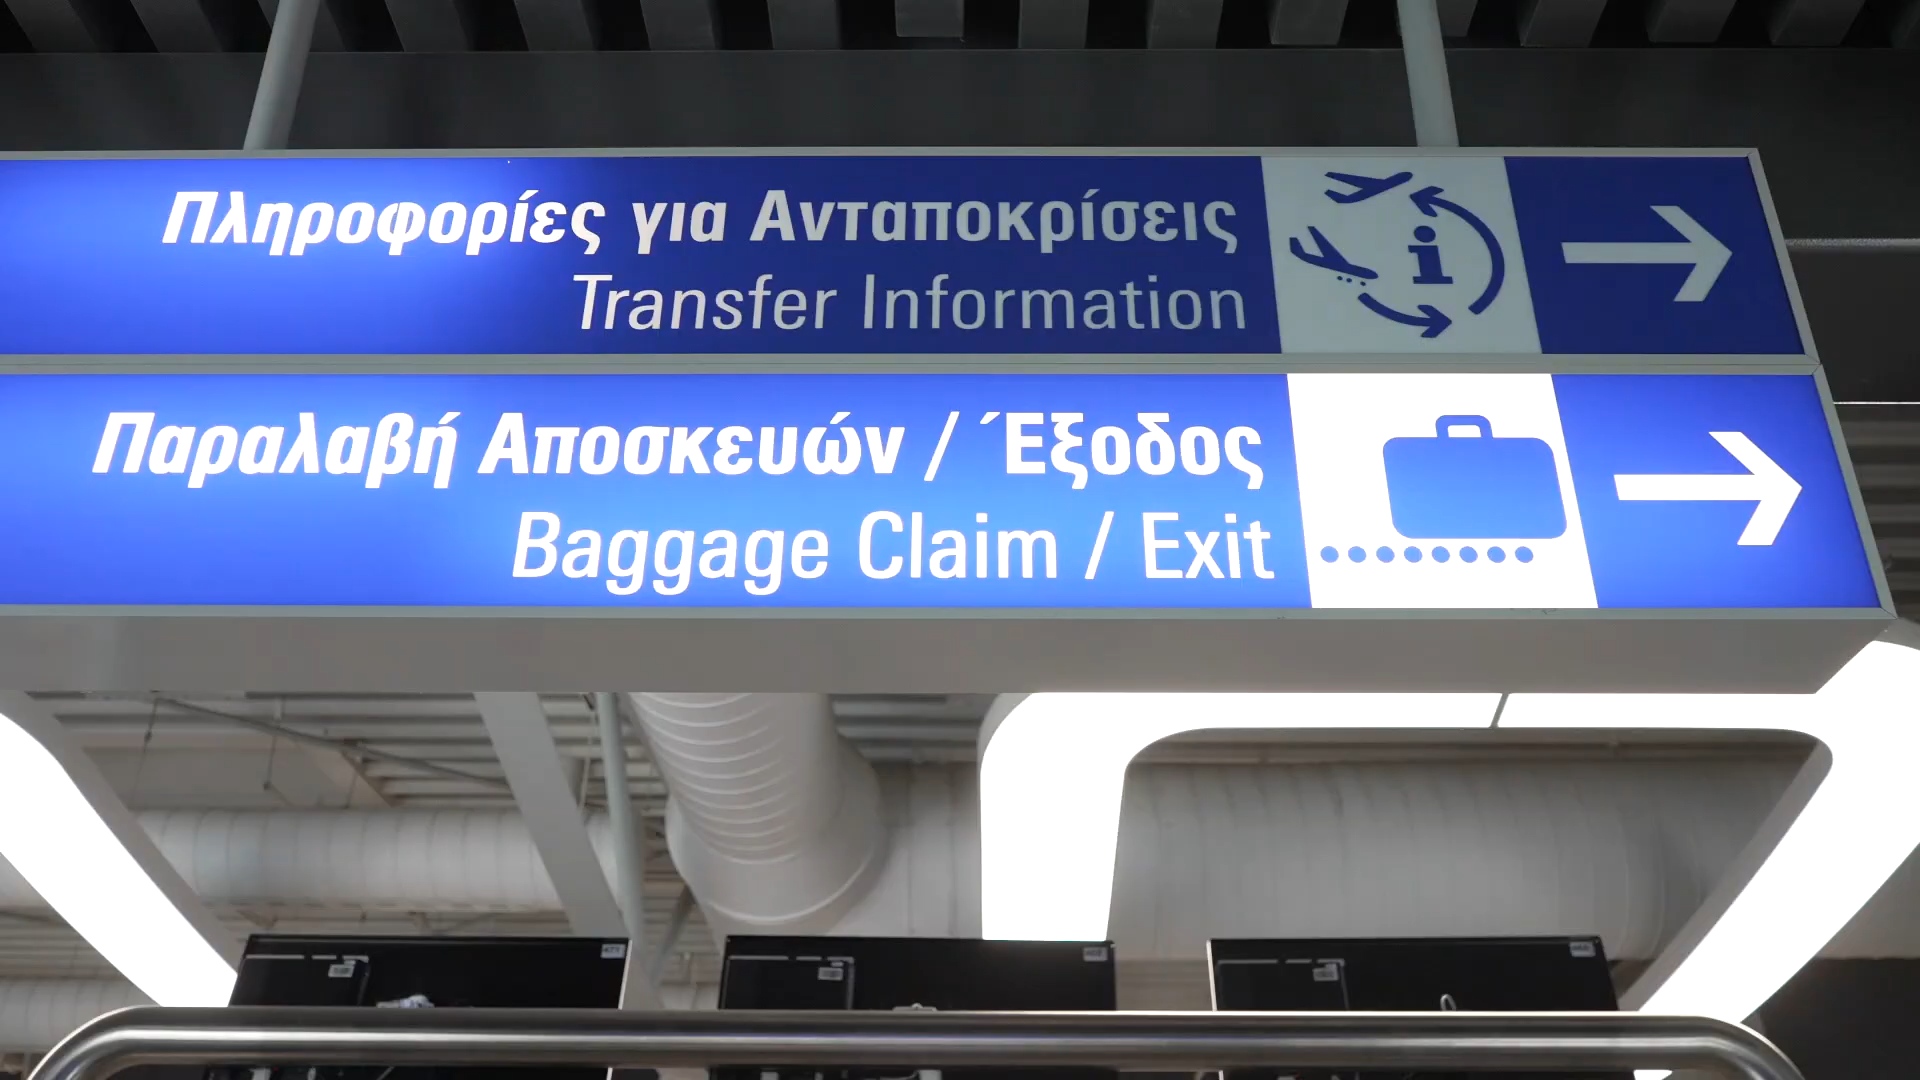 Πληροφορίες για Ανταποκρίσεις
Transfer Information
Παραλαβή Αποσκευών / Έξοδος
Baggage Claim / Exit